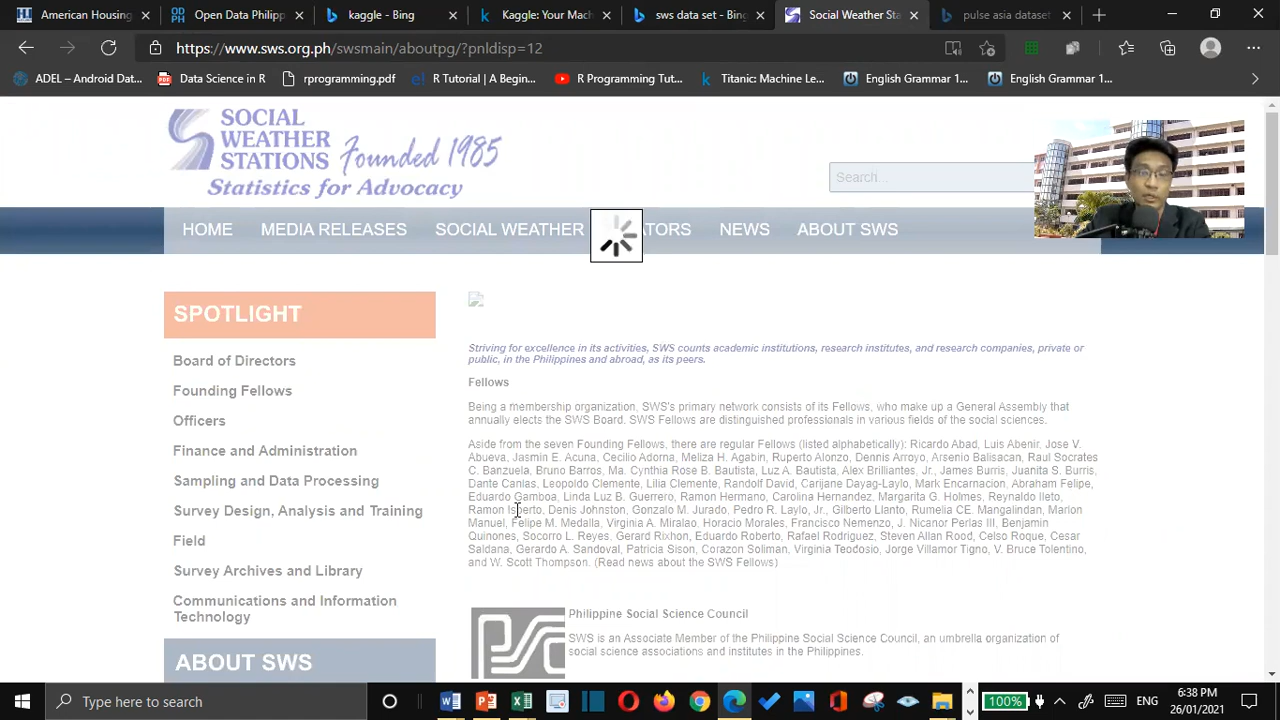 American Housing
Open Data Philipp
kaggle - Bing
Kaggle: Your Mach
sws data set - Bing
Social Weather Sta
pulse asia dataset
https://www.sws.org.ph/swsmain/aboutpg/?pnldisp=12
ADEL – Android Dat...
Data Science in R
rprogramming.pdf
R Tutorial | A Begin...
R Programing Tut...
Titanic: Machine Le...
English Grammar 1...
English Grammar 1...
SOCIAL
WEATHER
STATIONS Founded 1985
Statistics for Advocacy
Search...
HOME MEDIA RELEASES SOCIAL WEATHER ATORS NEWS ABOUT SWS
SPOTLIGHT
Board of Directors
Founding Fellows
Officers
Finance and Administration
Sampling and Data Processing
Survey Design, Analysis and Training
Field
Survey Archives and Library
Communications and Information
Technology
ABOUT SWS
Striving for excellence in its activities, SWS counts academic institutions, research institutes, and research companies, private or
public, in the Philippines and abroad, as its peers.
Fellows
Being a membership organization, SWS's primary network consists of its Fellows, who make up a General Assembly that
annually elects the SWS Board. SWS Fellows are distinguished professionals in various fields of the social sciences.
Aside from the seven Founding Fellows, there are regular Fellows (listed alphabetically): Ricardo Abad, Luis Abenir, Jose V.
Abueva, Jasmin E. Acuna, Cecilio Adorna, Meliza H. Agabin, Ruperto Alonzo, Dennis Arroyo, Arsenio Balisacan, Raul Socrates
C. Banzuela, Bruno Barros, Ma. Cynthia Rose B. Bautista, Luz A. Bautista, Alex Brilliantes, Jr., James Burris, Juanita S. Burris,
Dante Canlas, Leopoldo Clemente, Lilia Clemente, Randolf David, Carijane Dayag-Laylo, Mark Encarnacion, Abraham Felipe,
Eduardo Gamboa, Linda Luz B. Guerrero, Ramon Hermano, Carolina Hernandez, Margarita G. Holmes, Reynaldo Ileto,
Ramon Isberto, Denis Johnston, Gonzalo M. Jurado, Pedro R. Laylo, Jr., Gilberto Llanto, Rumelia CE. Mangalindan, Marion
Manuel, Felipe M. Medalla, Virginia A. Miralao, Horacio Morales, Francisco Nemenzo, J. Nicanor Perlas III, Benjamin
Quinones, Socorro L. Reyes, Gerard Rixhon, Eduardo Roberto, Rafael Rodriguez, Steven Allan Rood, Celso Roque, Cesar
Saldana, Gerardo A. Sandoval, Patricia Sison, Corazon Soliman, Virginia Teodosio, Jorge Villamor Tigno, V. Bruce Tolentino,
and W. Scott Thompson. (Read news about the SWS Fellows)
Philippine Social Science Council
SWS is an Associate Member of the Philippine Social Science Council, an umbrella organization of
social science associations and institutes in the Philippines.
Type here to search
100%
ENG
6:38 PM
26/01/2021